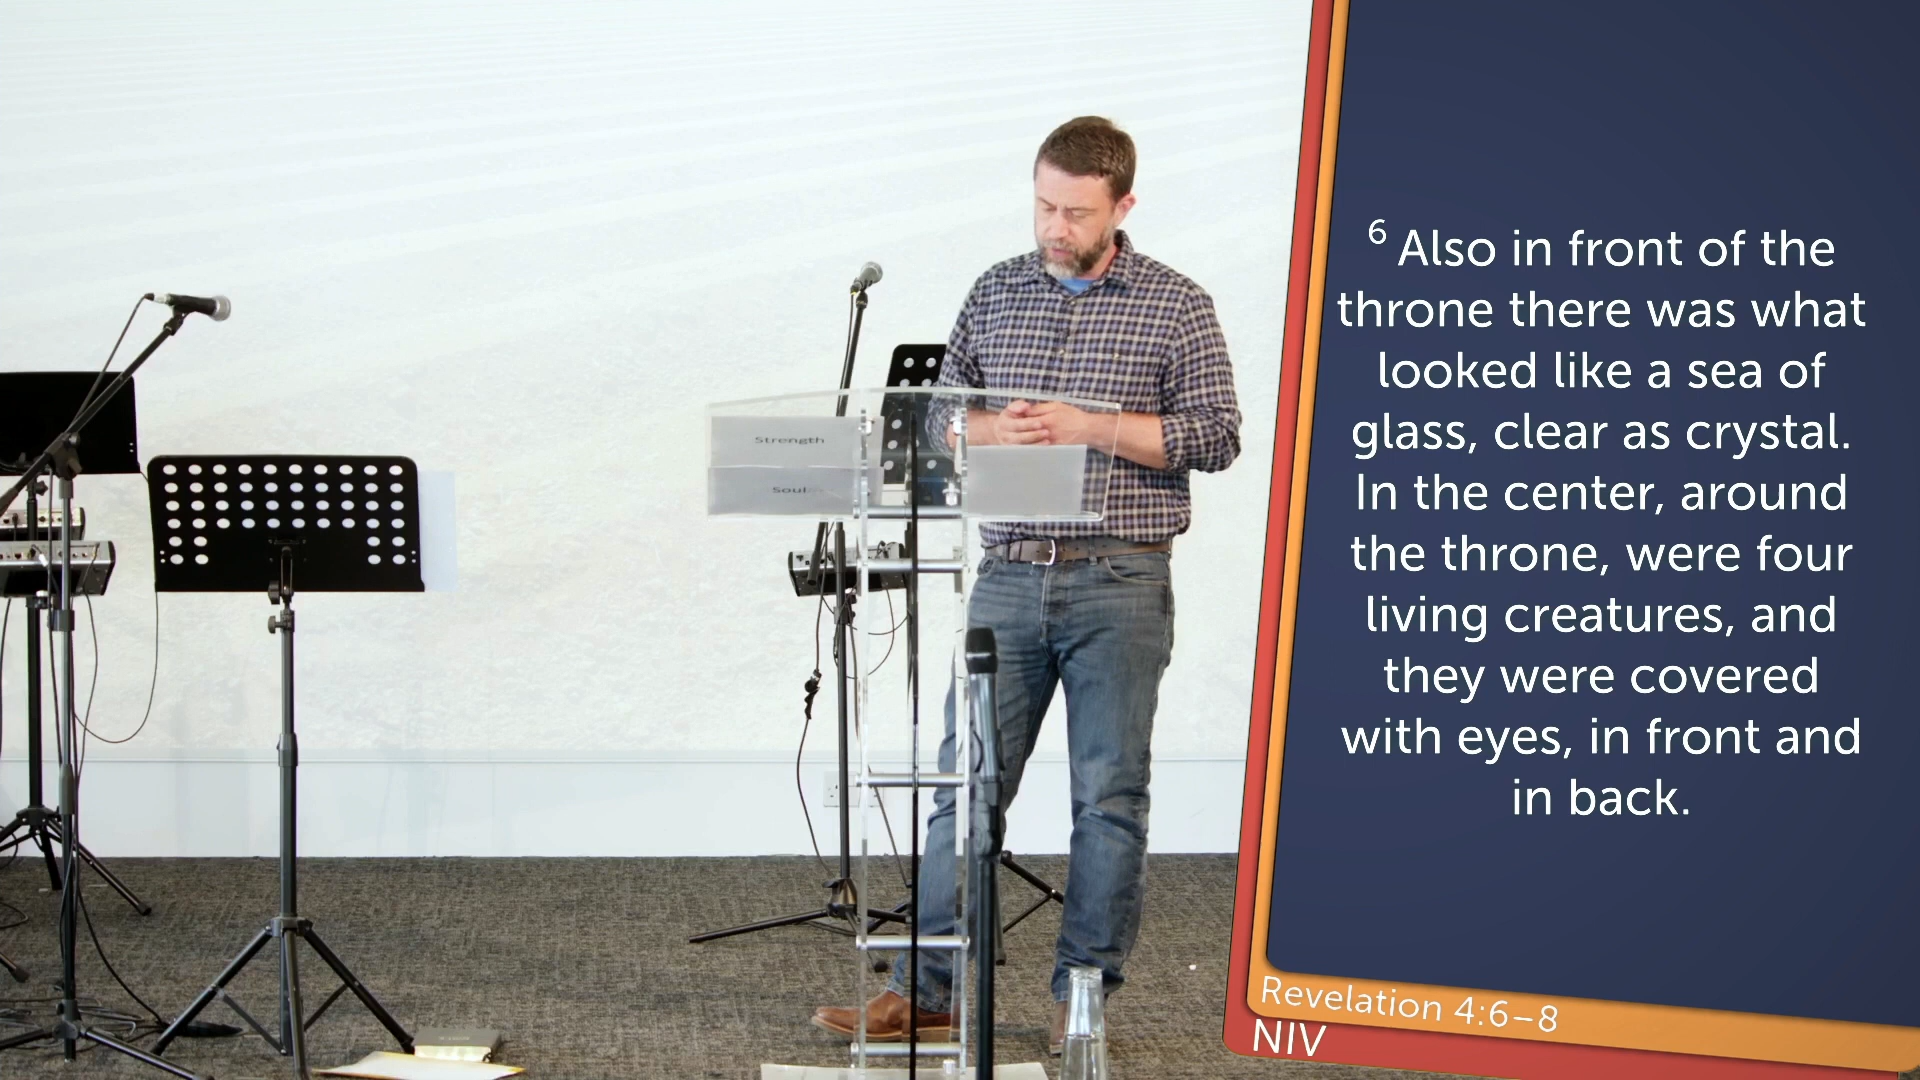 Strength
Soul
6 Also in front of the
throne there was what
looked like a sea of
glass, clear as crystal.
In the center, around
the throne, were four
living creatures, and
they were covered
with eyes, in front and
in back.
Revelation 4:6–8
NIV